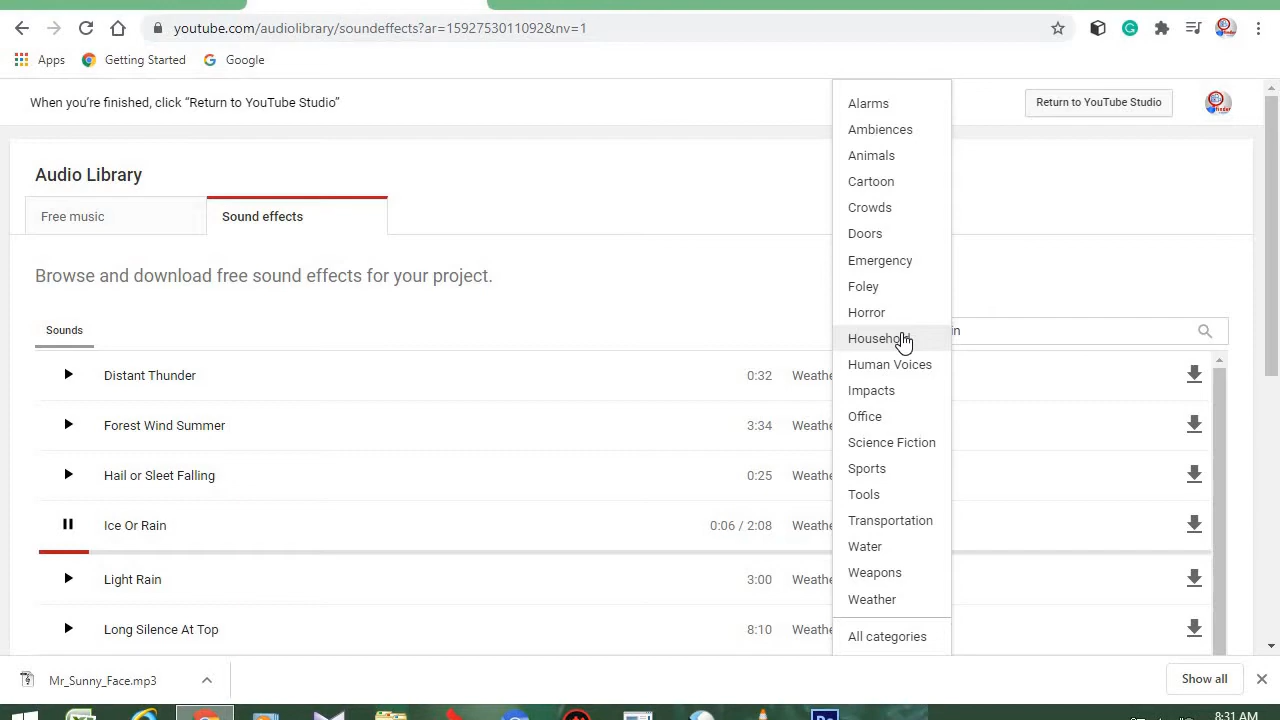 youtube.com/audiolibrary/soundeffects?ar=1592753011092&nv=1
Apps Getting Started Google
When you're finished, click “Return to YouTube Studio”
Return to YouTube Studio
Audio Library
Free music Sound effects
Browse and download free sound effects for your project.
Sounds
in
Distant Thunder 0:32 Weathe
Forest Wind Summer 3:34 Weathe
Hail or Sleet Falling 0:25 Weathe
Ice Or Rain 0:06 / 2:08 Weathe
Light Rain 3:00 Weathe
Long Silence At Top 8:10 Weathe
Alarms
Ambiences
Animals
Cartoon
Crowds
Doors
Emergency
Foley
Horror
Household
Human Voices
Impacts
Office
Science Fiction
Sports
Tools
Transportation
Water
Weapons
Weather
All categories
Mr_Sunny_Face.mp3
Show all
8:31 AM